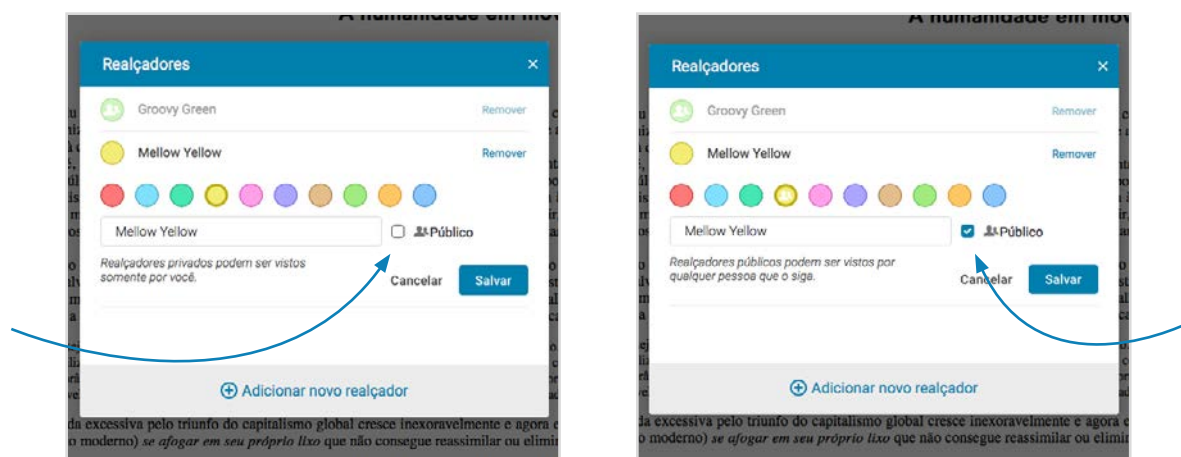 A humanidade em mov
Realçadores ×
Groovy Green Remover
Mellow Yellow Remover
Mellow Yellow Público
Realçadores privados podem ser vistos
somente por você.
Cancelar Salvar
Adicionar novo realçador
da excessiva pelo triunfo do capitalismo global cresce inexoravelmente e agora
o moderno) se afogar em seu próprio lixo que não consegue reassimilar ou elimin
A humanidade em mov
Realçadores ×
Groovy Green Remover
Mellow Yellow Remover
Mellow Yellow Público
Realçadores públicos podem ser vistos por
qualquer pessoa que o siga.
Cancelar Salvar
Adicionar novo realçador
da excessiva pelo triunfo do capitalismo global cresce inexoravelmente e agora
o moderno) se afogar em seu próprio lixo que não consegue reassimilar ou elimin